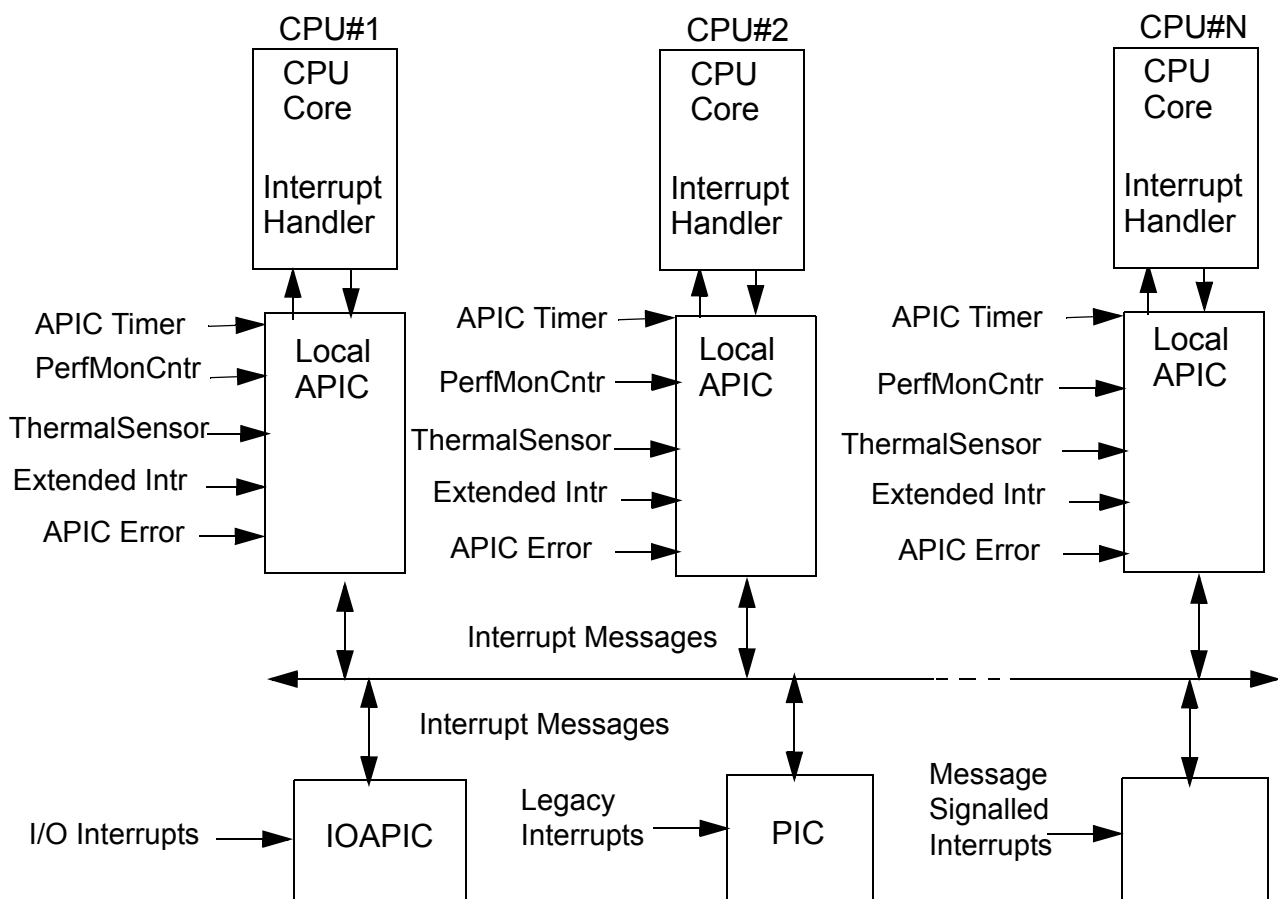 CPU#1
CPU
Core
Interrupt
Handler
APIC Timer
PerfMonCntr
ThermalSensor
Extended Intr
APIC Error
Local
APIC
CPU#2
CPU
Core
Interrupt
Handler
APIC Timer
PerfMonCntr
ThermalSensor
Extended Intr
APIC Error
Local
APIC
CPU#N
CPU
Core
Interrupt
Handler
APIC Timer
PerfMonCntr
ThermalSensor
Extended Intr
APIC Error
Local
APIC
Interrupt Messages
Interrupt Messages
I/O Interrupts
IOAPIC
Legacy
Interrupts
PIC
Message
Signalled
Interrupts